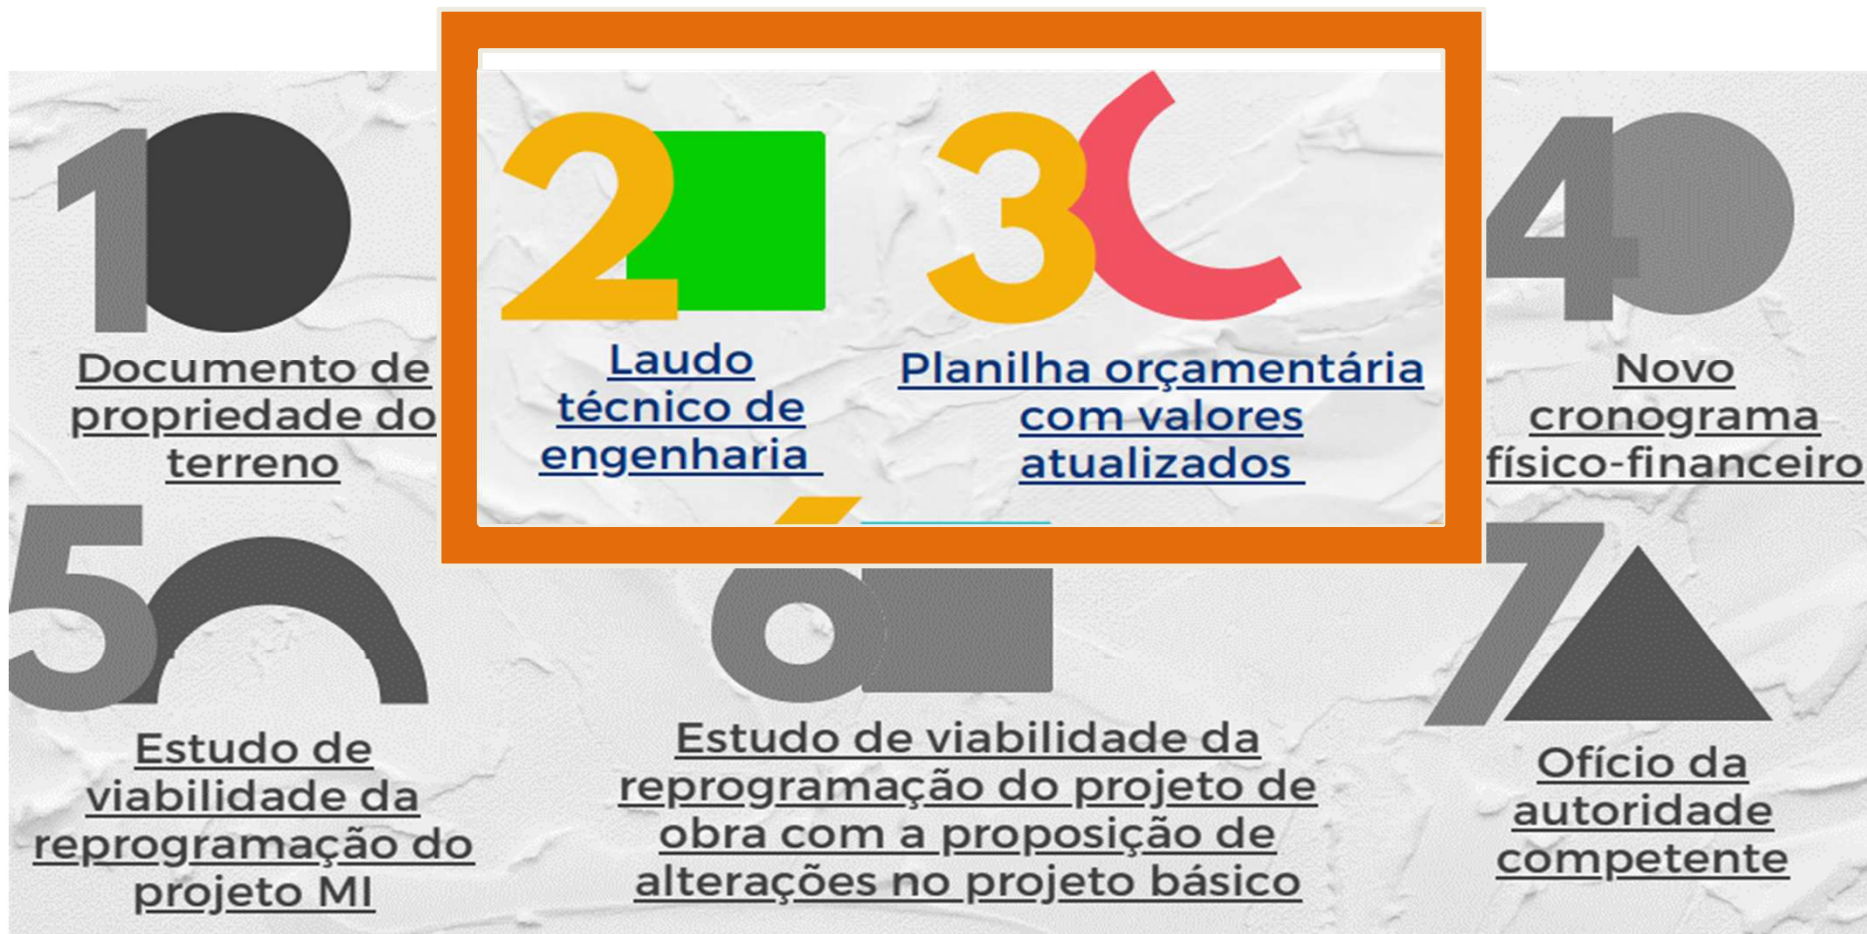 1
Documento de
propriedade do
terreno
2
Laudo
técnico de
engenharia
3
Planilha orçamentária
com valores
atualizados
4
Novo
cronograma
físico-financeiro
5
Estudo de
viabilidade da
reprogramação do
projeto MI
6
Estudo de viabilidade da
reprogramação do projeto de
obra com a proposição de
alterações no projeto básico
7
Ofício da
autoridade
competente